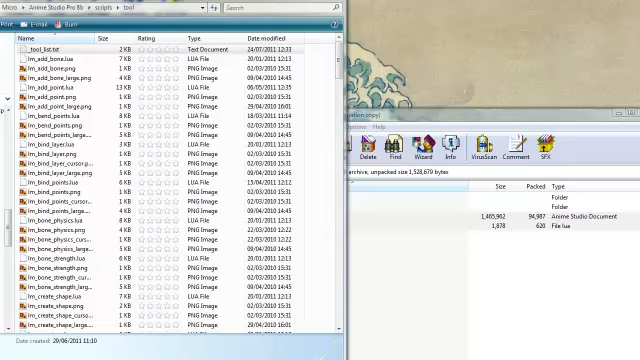 Micro ▸ Anime Studio Pro 8b ▸ scripts ▸ tool
Search
Print E-mail Burn
Name Size Rating Type Date modified
_tool_list.txt 2 KB Text Document 24/07/2011 12:33
lm_add_bone.lua 7 KB LUA File 20/01/2011 12:13
lm_add_bone.png 1 KB PNG Image 02/03/2010 15:31
lm_add_bone_large.png 4 KB PNG Image 09/04/2010 14:45
lm_add_point.lua 13 KB LUA File 06/05/2011 12:35
lm_add_point.png 1 KB PNG Image 02/03/2010 15:31
lm_add_point_large.png 1 KB PNG Image 29/04/2010 16:01
lm_bend_points.lua 8 KB LUA File 18/03/2011 11:14
lm_bend_points.png 1 KB PNG Image 02/03/2010 15:31
lm_bend_points_large.... 5 KB PNG Image 09/04/2010 14:45
lm_bind_layer.lua 3 KB LUA File 20/01/2011 12:13
lm_bind_layer.png 1 KB PNG Image 02/03/2010 15:31
lm_bind_layer_cursor.p... 1 KB PNG Image 02/03/2010 15:31
lm_bind_layer_large.png 5 KB PNG Image 09/04/2010 14:45
lm_bind_points.lua 6 KB LUA File 15/04/2011 12:13
lm_bind_points.png 1 KB PNG Image 02/03/2010 15:31
lm_bind_points_cursor... 1 KB PNG Image 02/03/2010 15:31
lm_bind_points_large.... 4 KB PNG Image 09/04/2010 14:45
lm_bone_physics.lua 8 KB LUA File 20/01/2011 12:13
lm_bone_physics.png 4 KB PNG Image 22/03/2010 12:22
lm_bone_physics_curs... 1 KB PNG Image 22/03/2010 12:22
lm_bone_physics_large... 5 KB PNG Image 09/04/2010 14:45
lm_bone_strength.lua 6 KB LUA File 20/01/2011 12:13
lm_bone_strength.png 1 KB PNG Image 02/03/2010 15:31
lm_bone_strength_cur... 1 KB PNG Image 02/03/2010 15:31
lm_bone_strength_larg... 4 KB PNG Image 09/04/2010 14:45
lm_create_shape.lua 7 KB LUA File 20/01/2011 12:13
lm_create_shape.png 2 KB PNG Image 02/03/2010 15:31
lm_create_shape_curso... 1 KB PNG Image 02/03/2010 15:31
lm_create_shape_large.... 1 KB PNG Image 29/04/2010 16:01
Date created: 29/06/2011 11:10
uation copy)
Options Help
Delete Find Wizard Info VirusScan Comment SFX
archive, unpacked size 1,528,679 bytes
Size Packed Type
Folder
Folder
1,465,962 94,987 Anime Studio Document
1,878 620 File lua